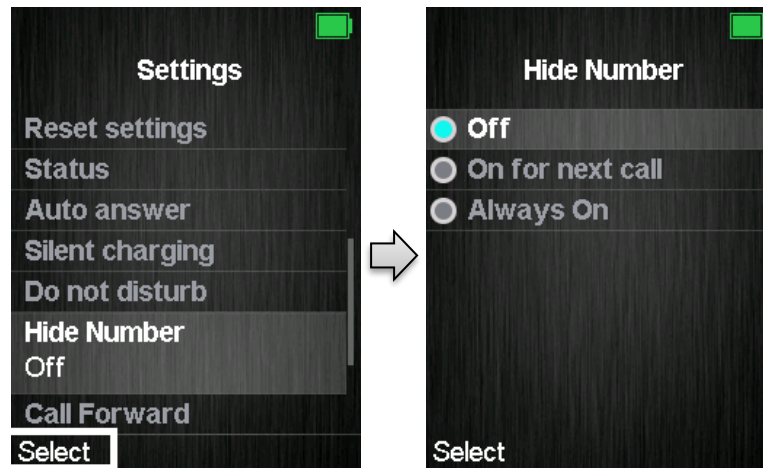 Settings
Reset settings
Status
Auto answer
Silent charging
Do not disturb
Hide Number
Off
Call Forward
Select
Hide Number
Off
On for next call
Always On
Select